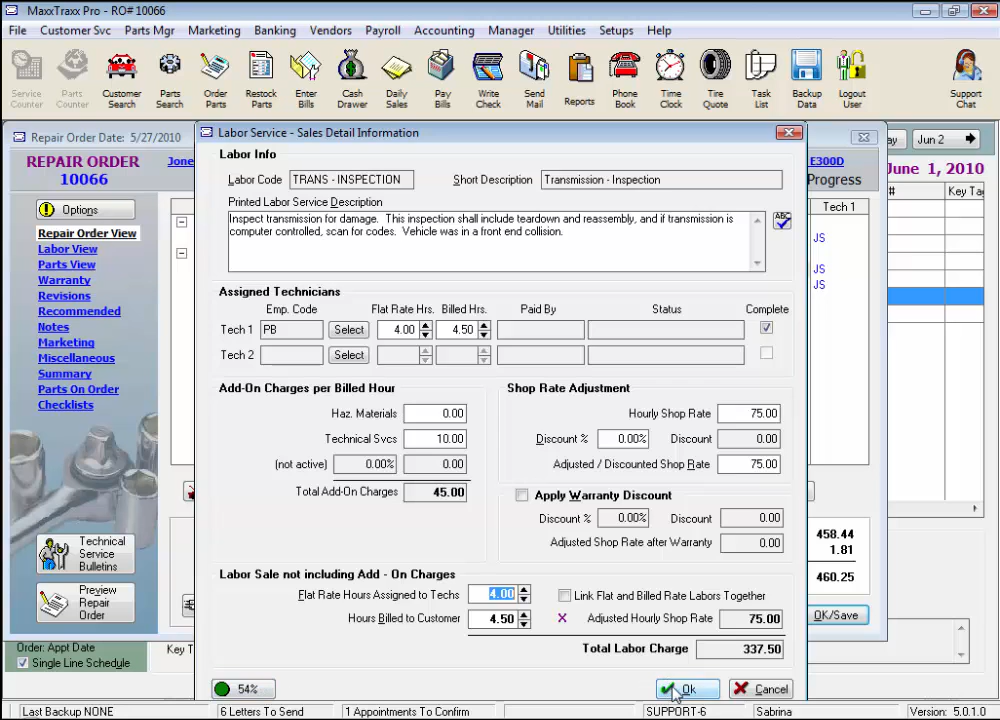 MaxxTraxx Pro - RO# 10066
File Customer Svc Parts Mgr Marketing Banking Vendors Payroll Accounting Manager Utilities Setups Help
Service Counter Parts Counter Customer Search Parts Search Order Parts Restock Parts Enter Bills Cash Drawer Daily Sales Pay Bills Write Check Send Mail Reports Phone Book Time Clock Tire Quote Task List Backup Data Logout User Support Chat
Repair Order Date: 5/27/2010
Labor Service - Sales Detail Information
Jun 2
REPAIR ORDER
10066
Jone
E300D
Progress
June 1, 2010
Key Ta
Options
Tech 1
JS
JS
JS
Repair Order View
Labor View
Parts View
Warranty
Revisions
Recommended
Notes
Marketing
Miscellaneous
Summary
Parts On Order
Checklists
Technical Service Bulletins
Preview Repair Order
Labor Info
Labor Code TRANS - INSPECTION Short Description Transmission - Inspection
Printed Labor Service Description
Inspect transmission for damage. This inspection shall include teardown and reassembly, and if transmission is
computer controlled, scan for codes. Vehicle was in a front end collision.
ABC
Assigned Technicians
Emp. Code Flat Rate Hrs. Billed Hrs. Paid By Status Complete
Tech 1 PB Select 4.00 4.50
Tech 2 Select
Add-On Charges per Billed Hour
Haz. Materials 0.00
Technical Svcs 10.00
(not active) 0.00% 0.00
Total Add-On Charges 45.00
Shop Rate Adjustment
Hourly Shop Rate 75.00
Discount % 0.00% Discount 0.00
Adjusted / Discounted Shop Rate 75.00
Apply Warranty Discount
Discount % 0.00% Discount 0.00
Adjusted Shop Rate after Warranty 0.00
458.44
1.81
460.25
OK/Save
Labor Sale not including Add - On Charges
Flat Rate Hours Assigned to Techs 4.00 Link Flat and Billed Rate Labors Together
Hours Billed to Customer 4.50 X Adjusted Hourly Shop Rate 75.00
Total Labor Charge 337.50
54% Ok Cancel
Order: Appt Date
Single Line Schedule
Key T
Last Backup NONE 6 Letters To Send 1 Appointments To Confirm SUPPORT-6 Sabrina Version: 5.0.1.0